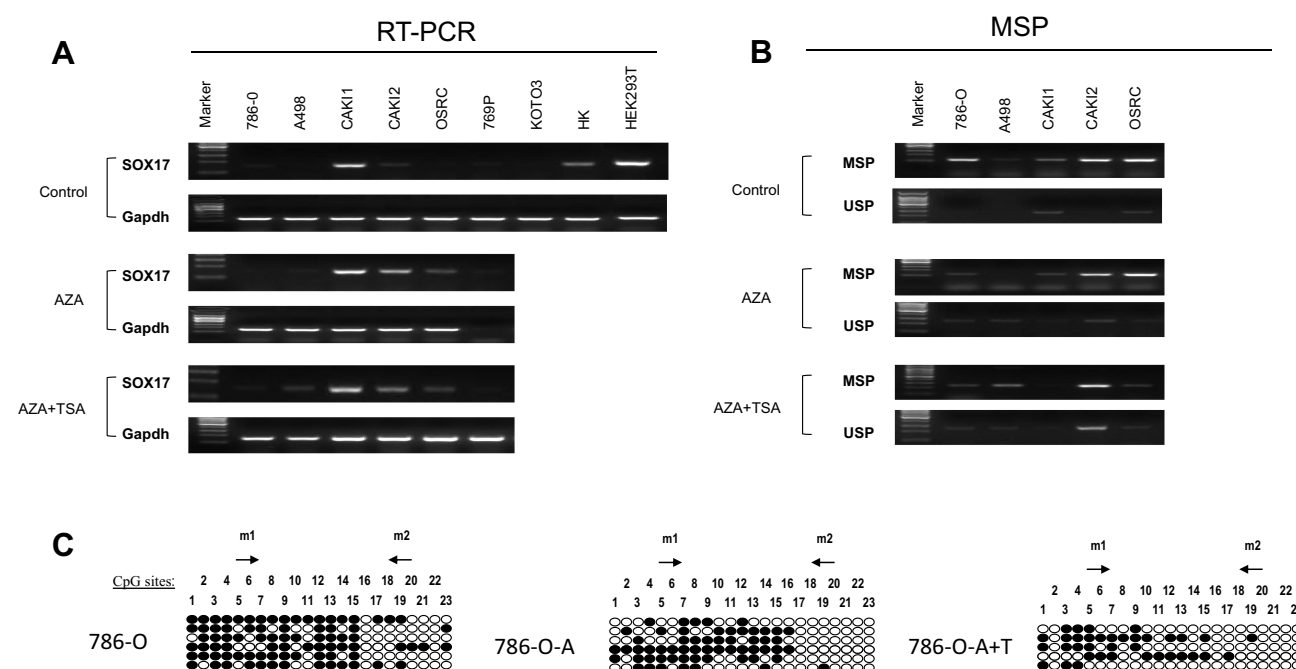 A
RT-PCR
Marker 786-0 A498 CAKI1 CAKI2 OSRC 769P KOTO3 HK HEK293T
Control
SOX17
Gapdh
AZA
SOX17
Gapdh
AZA+TSA
SOX17
Gapdh
B
MSP
Marker 786-O A498 CAKI1 CAKI2 OSRC
Control
MSP
USP
AZA
MSP
USP
AZA+TSA
MSP
USP
C
m1 m2
CpG sites: 2 4 6 8 10 12 14 16 18 20 22
1 3 5 7 9 11 13 15 17 19 21 23
786-O
m1 m2
2 4 6 8 10 12 14 16 18 20 22
1 3 5 7 9 11 13 15 17 19 21 23
786-O-A
m1 m2
2 4 6 8 10 12 14 16 18 20 22
1 3 5 7 9 11 13 15 17 19 21
786-O-A+T